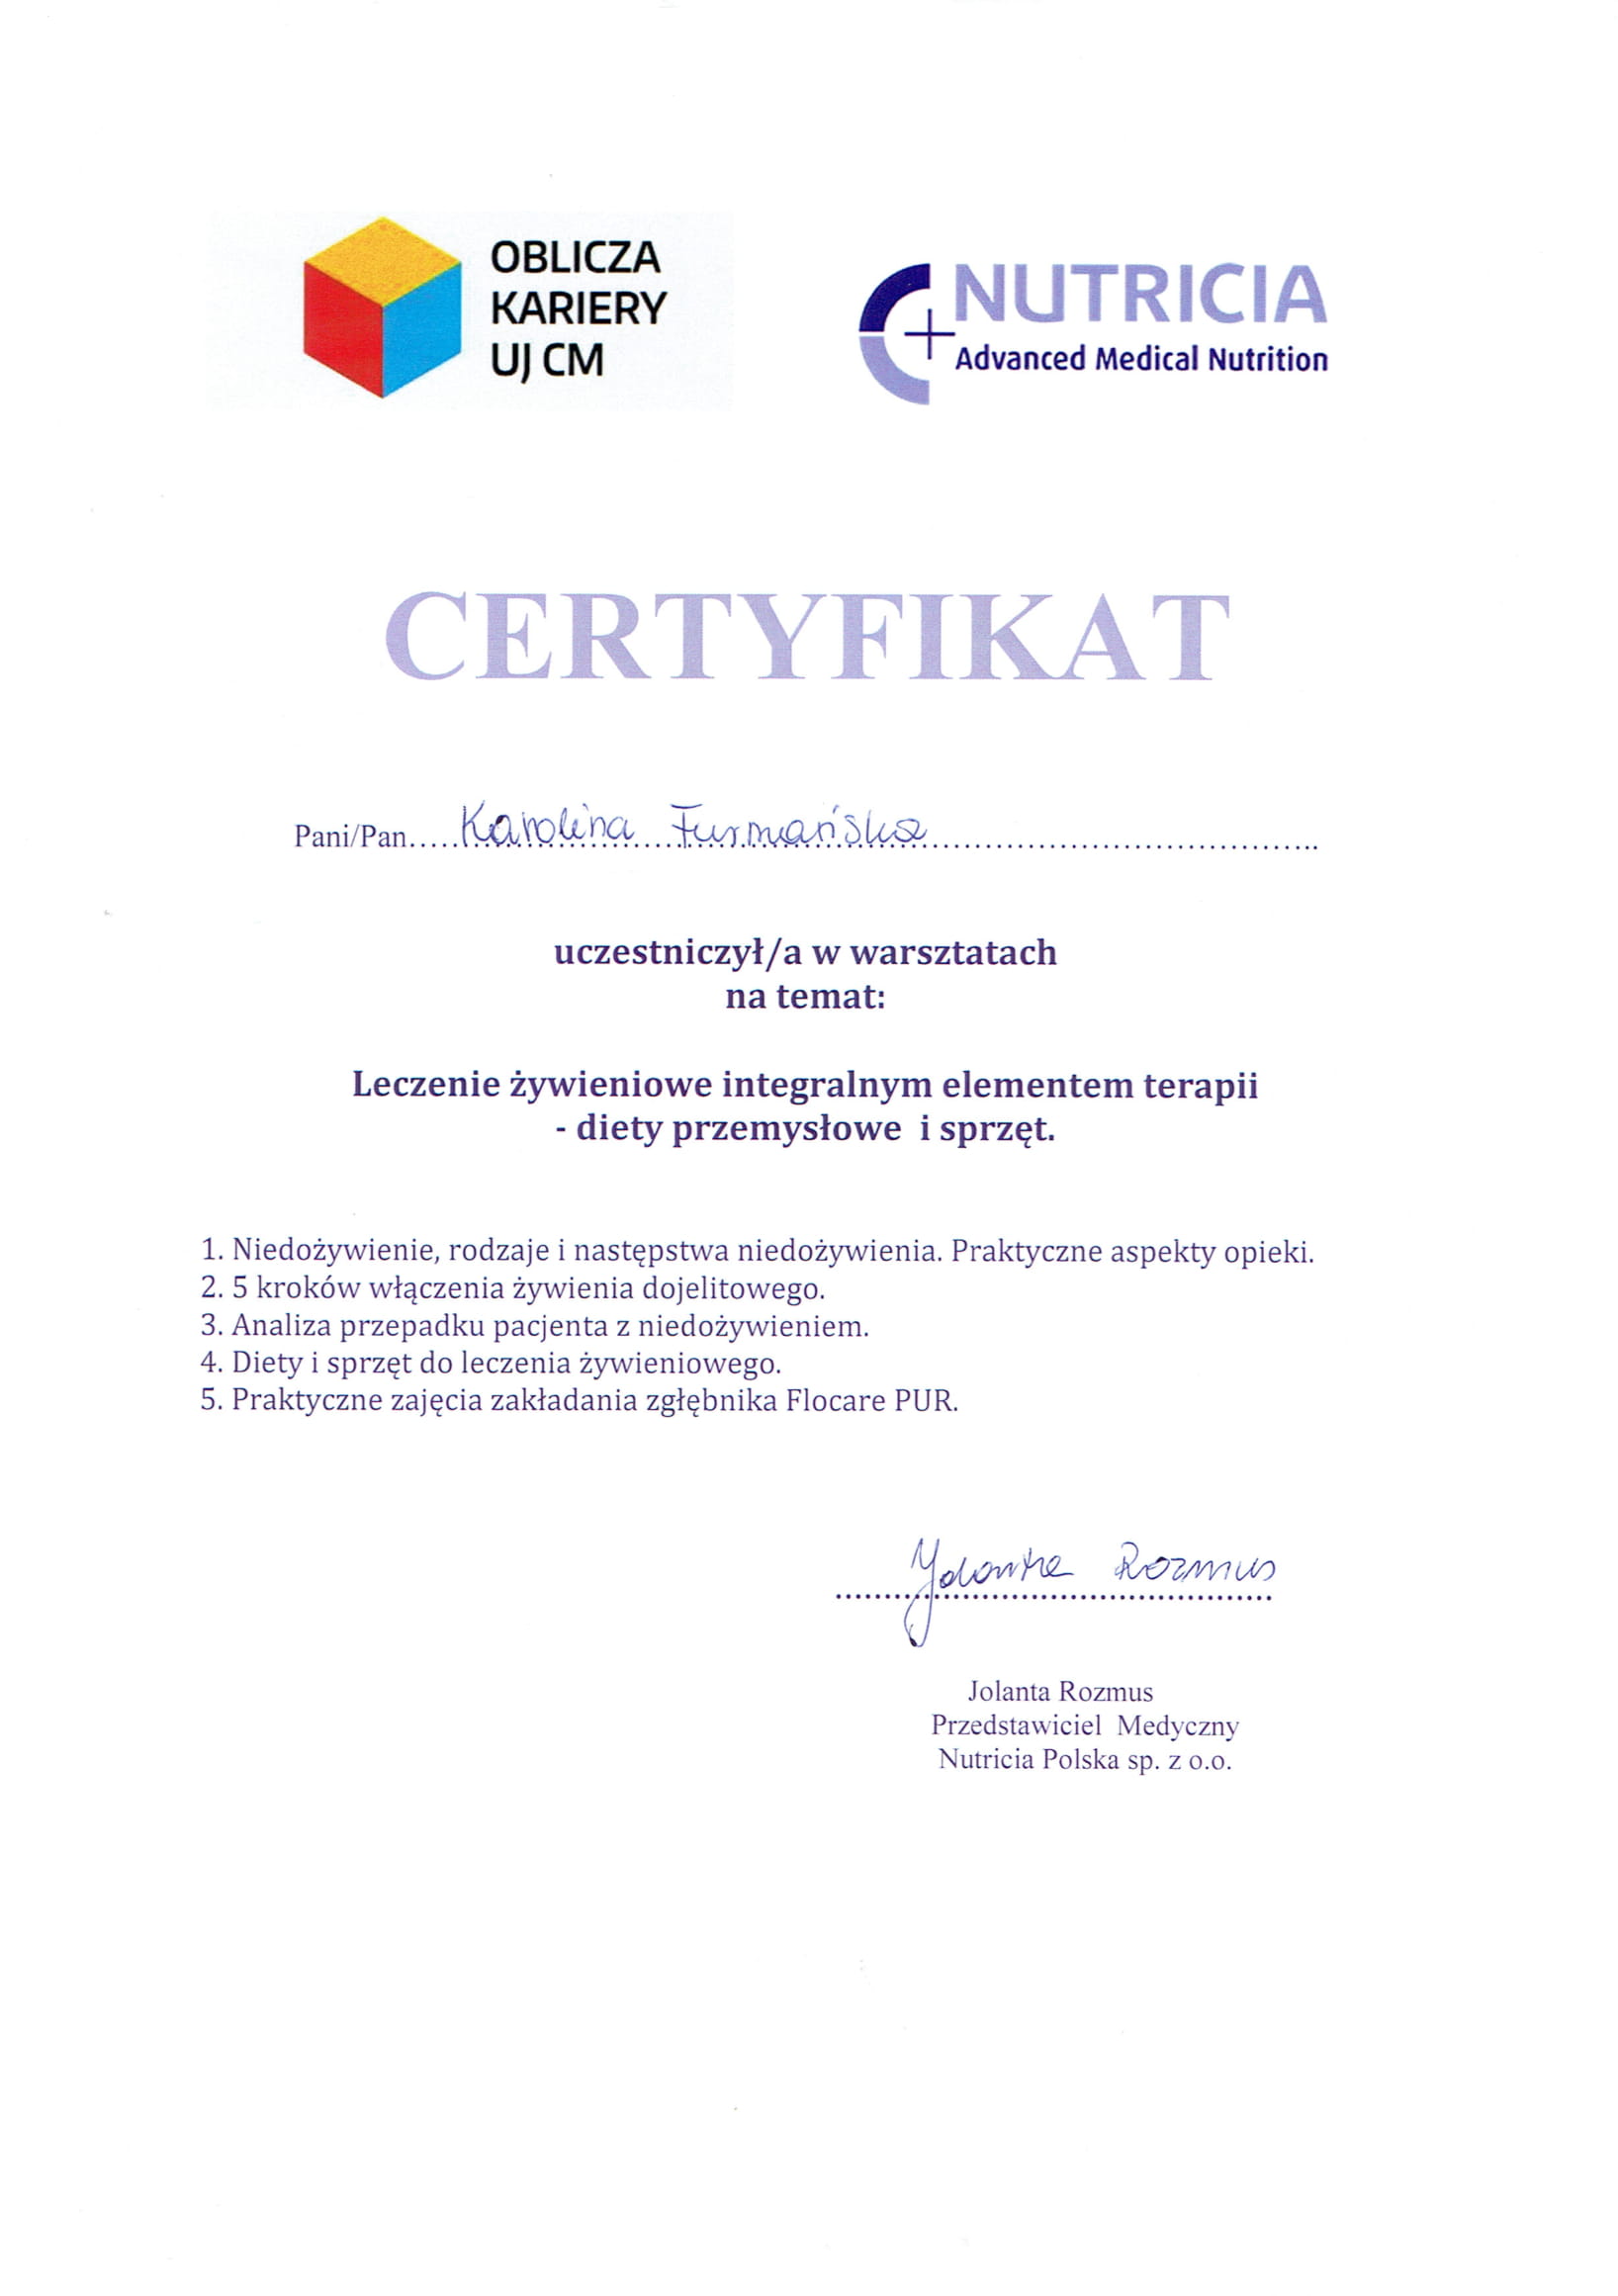 OBLICZA
KARIERY
UJ CM
NUTRICIA
Advanced Medical Nutrition
CERTYFIKAT
Pani/Pan.....Karolina Furmańska..........
uczestniczył/a w warsztatach
na temat:
Leczenie żywieniowe integralnym elementem terapii
- diety przemysłowe i sprzęt.
1. Niedożywienie, rodzaje i następstwa niedożywienia. Praktyczne aspekty opieki.
2. 5 kroków włączenia żywienia dojelitowego.
3. Analiza przepadku pacjenta z niedożywieniem.
4. Diety i sprzęt do leczenia żywieniowego.
5. Praktyczne zajęcia zakładania zgłębnika Flocare PUR.
Jolanta Rozmus
Jolanta Rozmus
Przedstawiciel Medyczny
Nutricia Polska sp. z o.o.